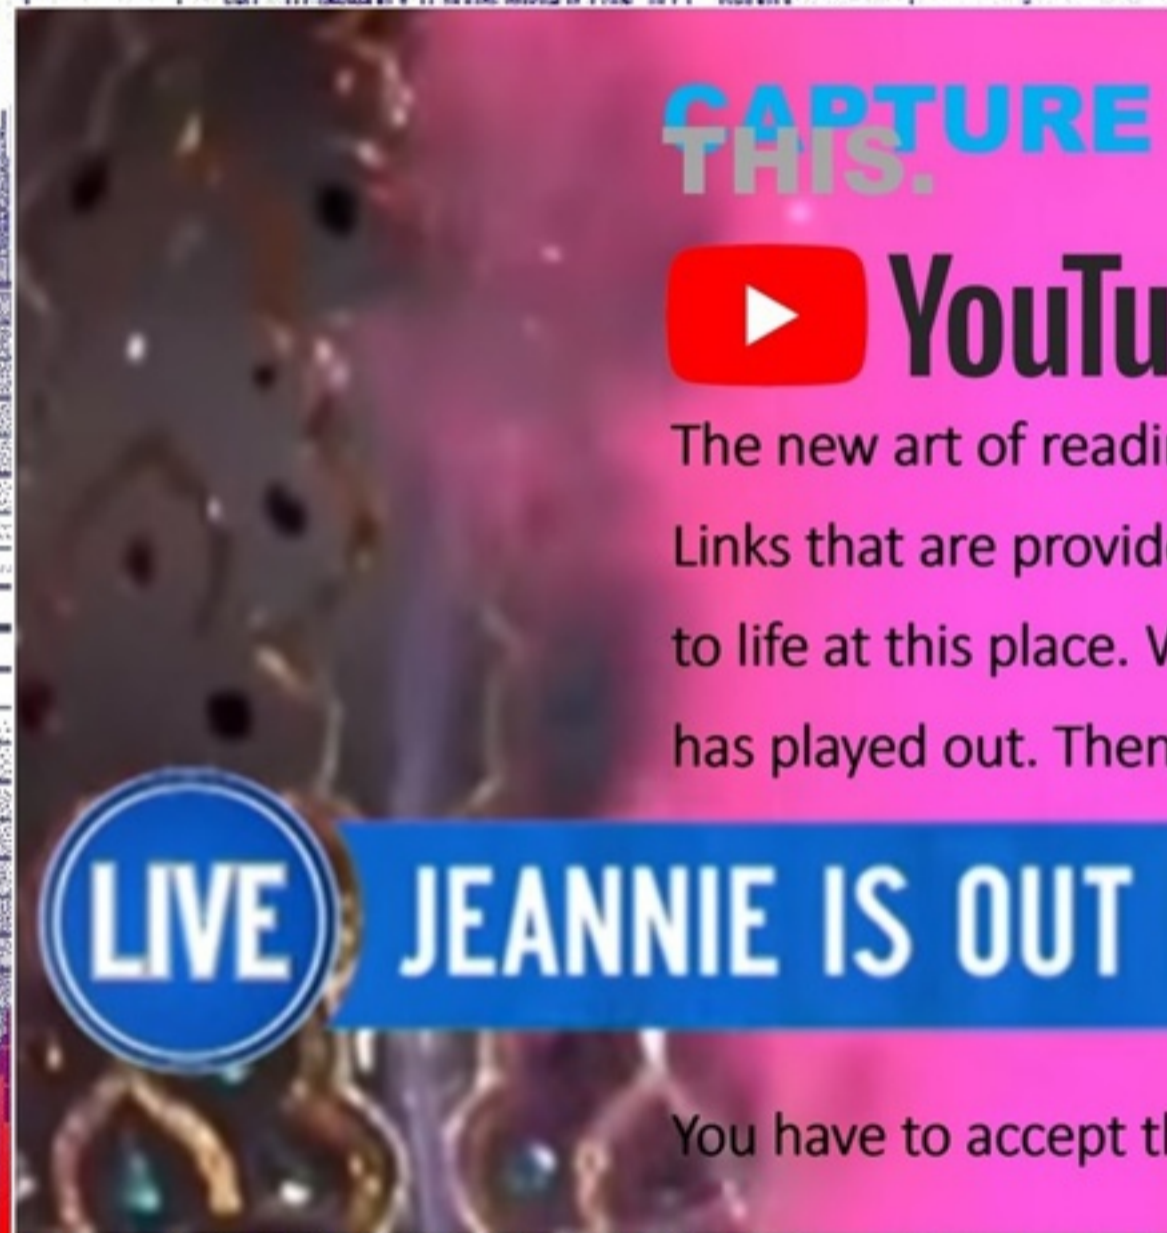 CAPTURE
THIS.
YouTu
The new art of readi
Links that are provid
to life at this place.
has played out. Then
LIVE
JEANNIE IS OUT
You have to accept t